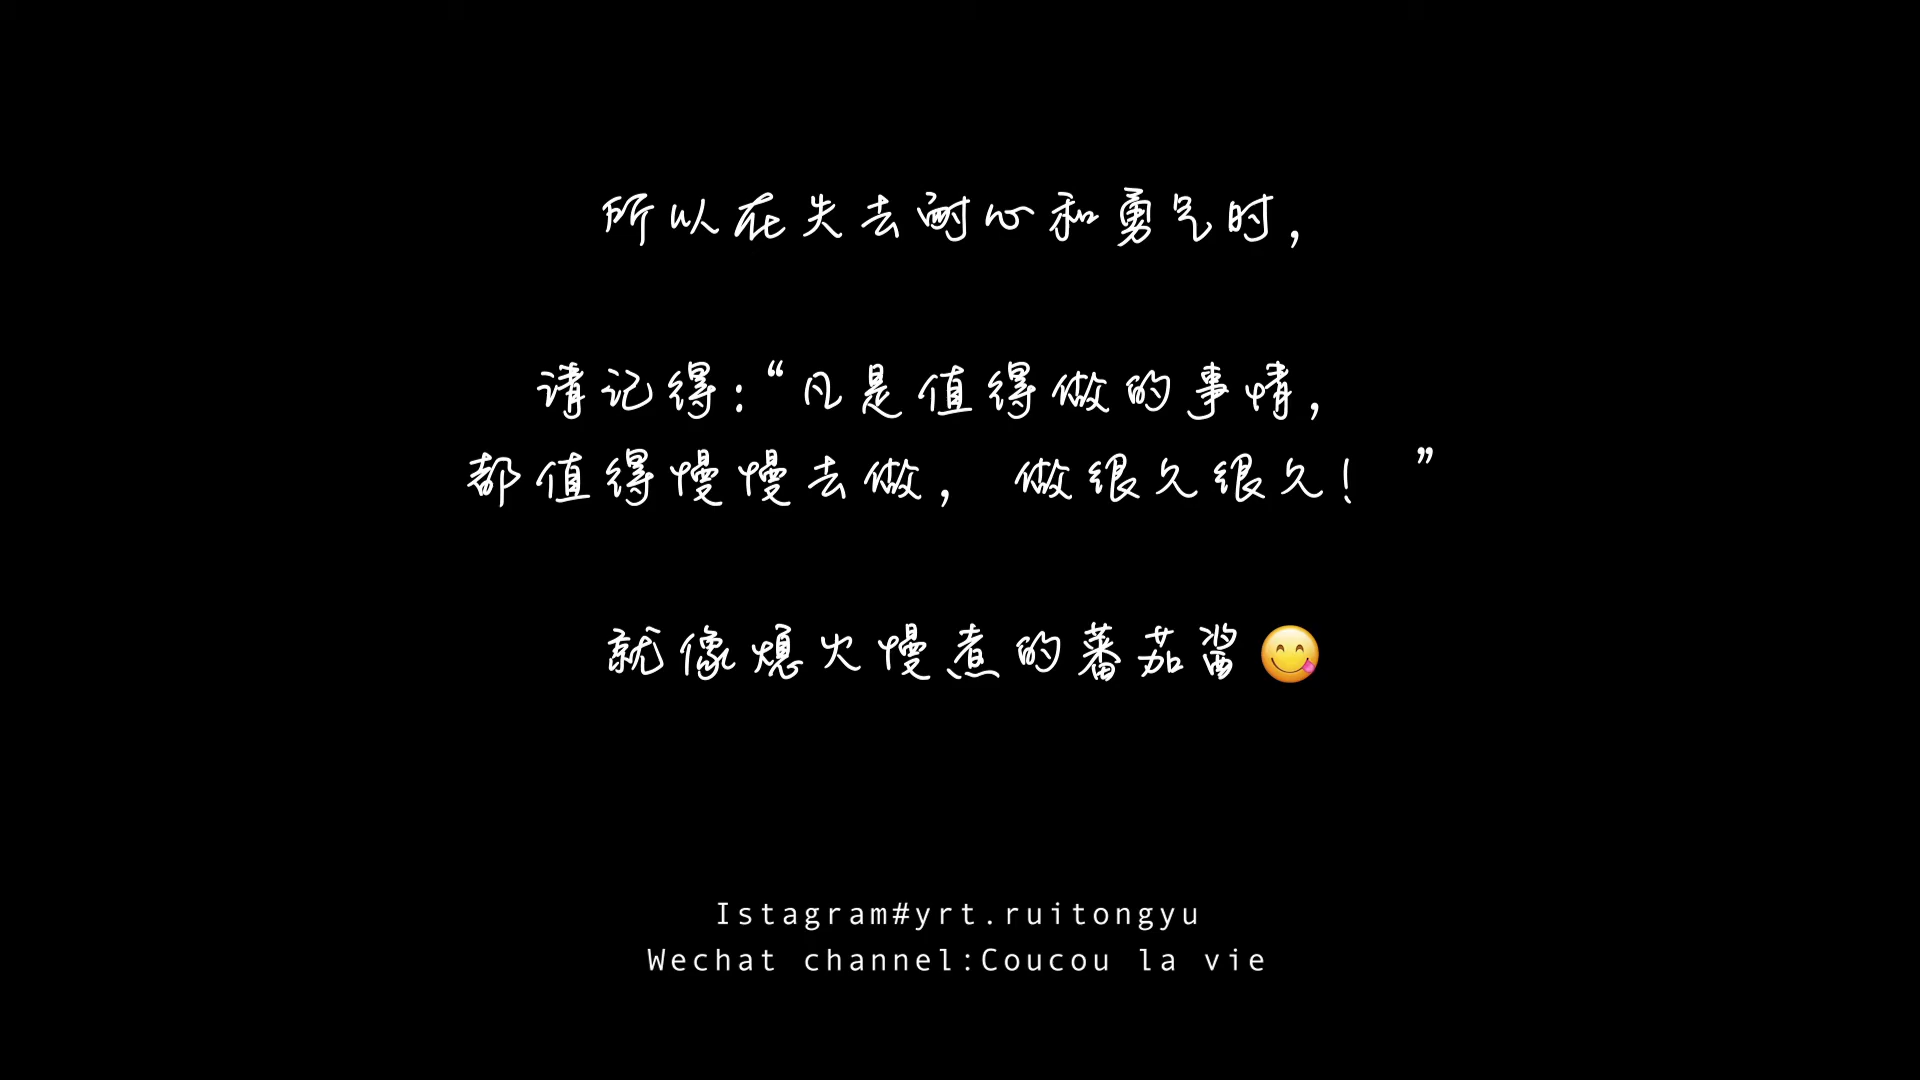 所以在失去耐心和勇气时，
请记得：“凡是值得做的事情，
都值得慢慢去做， 做很久很久！ ”
就像熄火慢煮的蕃茄酱😋
Istagram#yrt.ruitongyu
Wechat channel:Coucou la vie